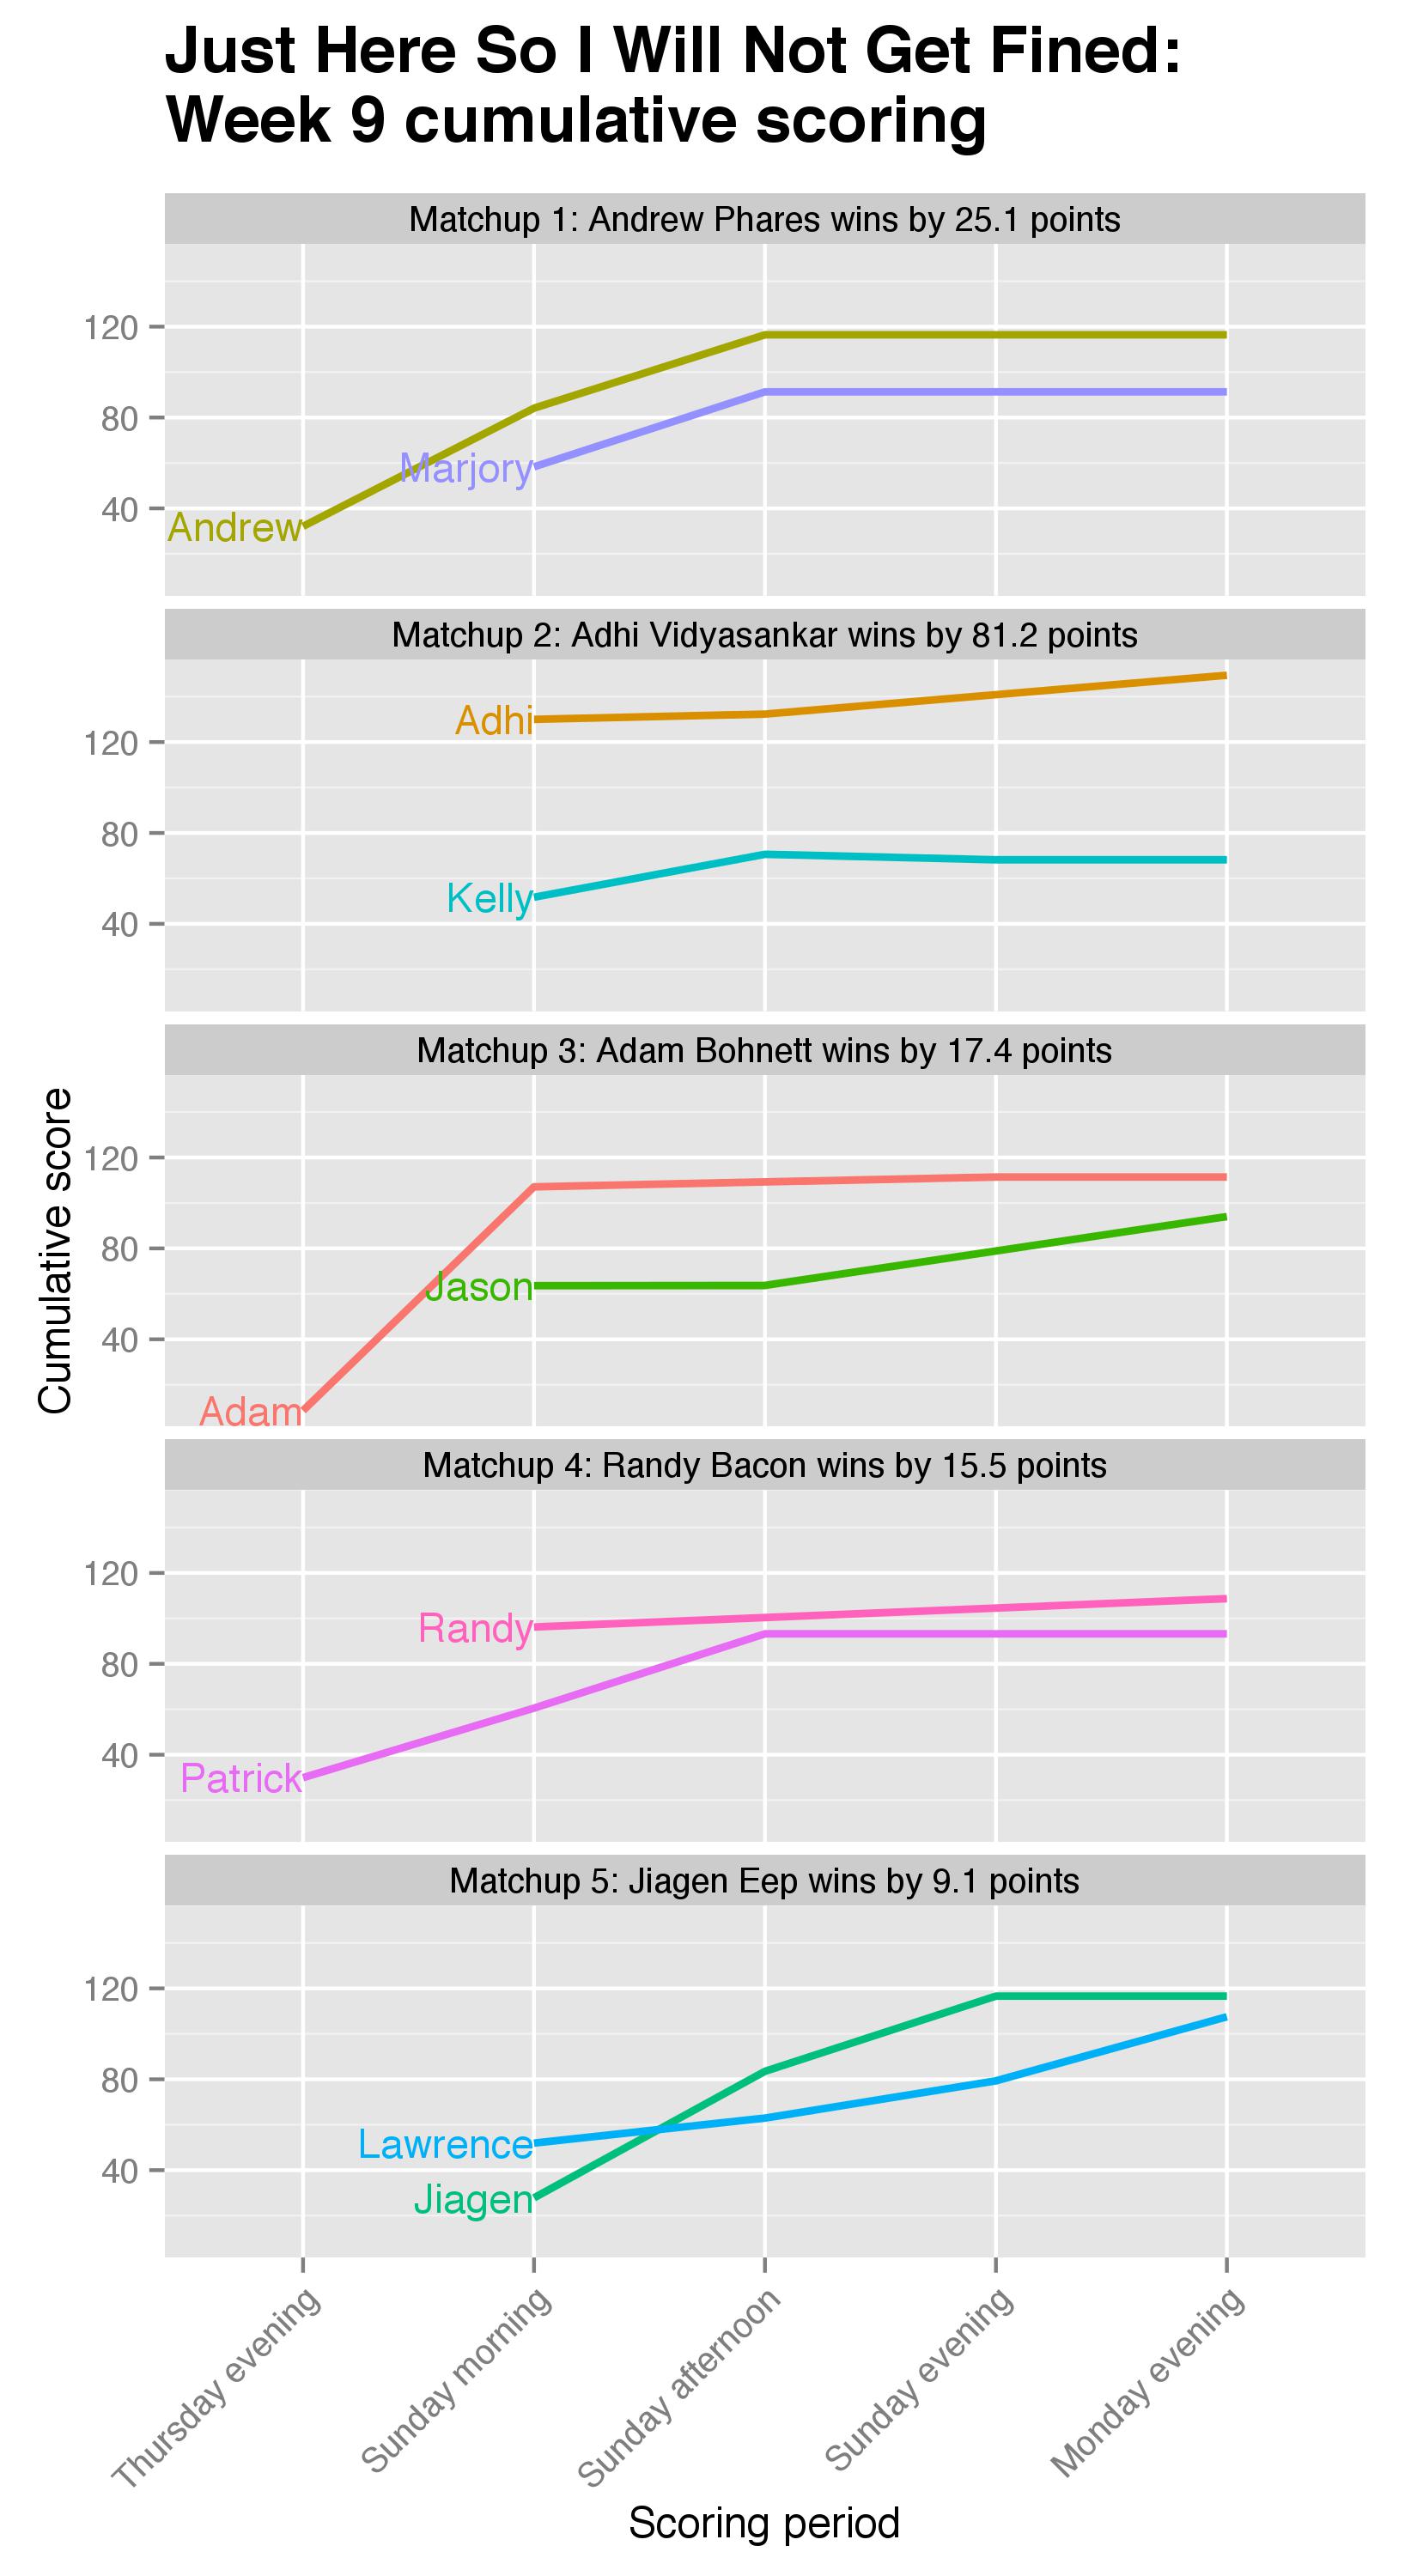 Just Here So I Will Not Get Fined:
Week 9 cumulative scoring
Matchup 1: Andrew Phares wins by 25.1 points
120
80
40
Marjory
Andrew
Matchup 2: Adhi Vidyasankar wins by 81.2 points
120
80
40
Adhi
Kelly
Matchup 3: Adam Bohnett wins by 17.4 points
120
80
40
Jason
Adam
Cumulative score
Matchup 4: Randy Bacon wins by 15.5 points
120
80
40
Randy
Patrick
Matchup 5: Jiagen Eep wins by 9.1 points
120
80
40
Lawrence
Jiagen
Thursday evening
Sunday morning
Sunday afternoon
Sunday evening
Monday evening
Scoring period